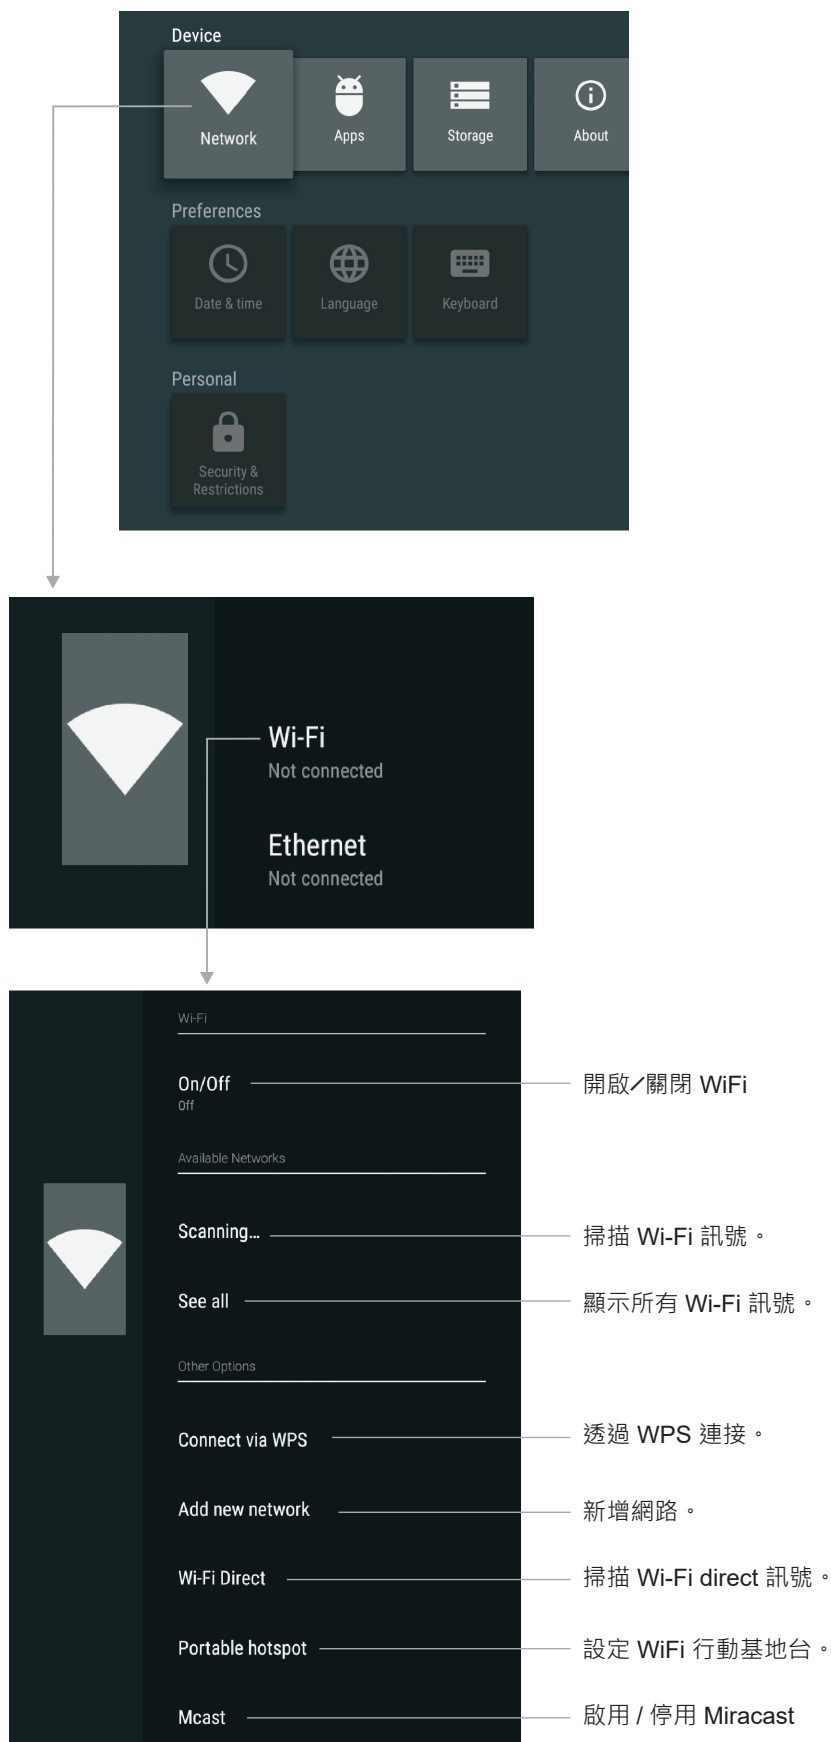 Device
Network
Apps
Storage
About
Preferences
Date & time
Language
Keyboard
Personal
Security &
Restrictions
Wi-Fi
Not connected
Ethernet
Not connected
Wi-Fi
On/Off
Off
開啟／關閉 WiFi
Available Networks
Scanning...
掃描 Wi-Fi 訊號。
See all
顯示所有 Wi-Fi 訊號。
Other Options
Connect via WPS
透過 WPS 連接。
Add new network
新增網路。
Wi-Fi Direct
掃描 Wi-Fi direct 訊號。
Portable hotspot
設定 WiFi 行動基地台。
Mcast
啟用 / 停用 Miracast